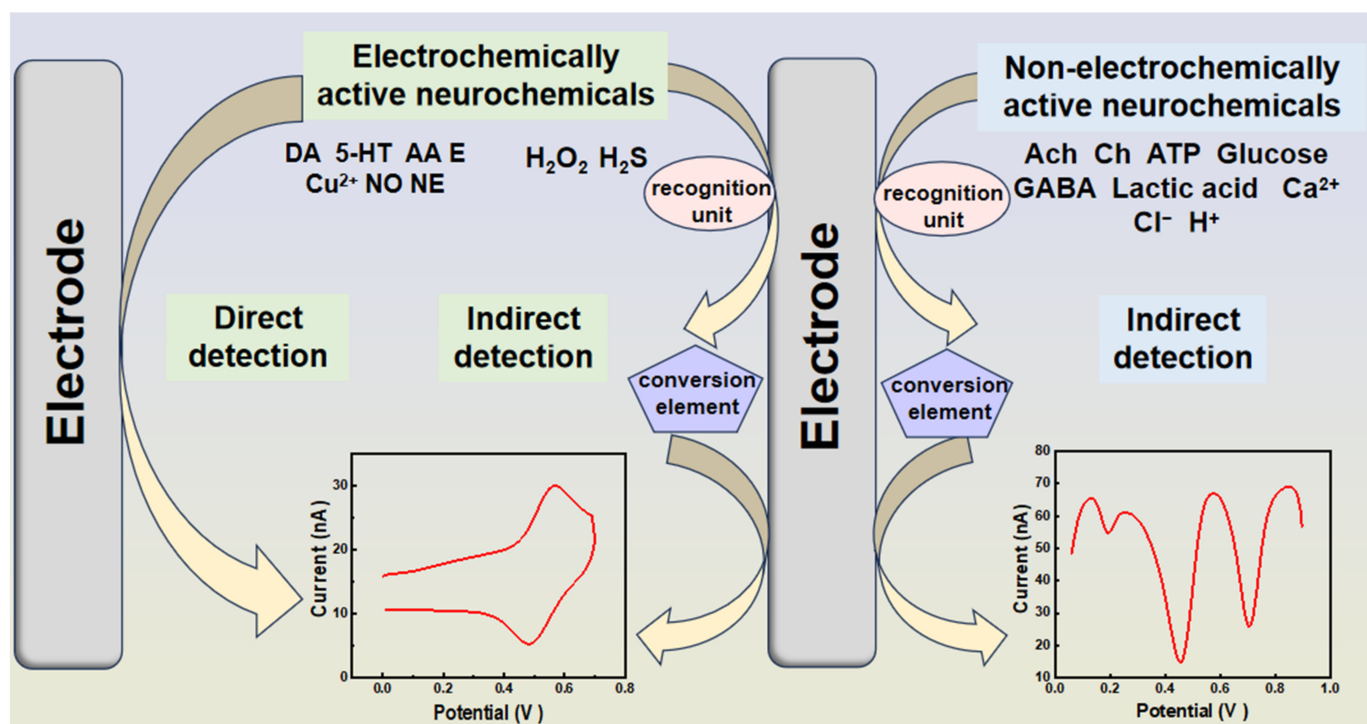 Electrode
Electrochemically
active neurochemicals
DA 5-HT AA E
Cu²⁺ NO NE
H₂O₂ H₂S
recognition
unit
Direct
detection
Indirect
detection
conversion
element
Current (nA)
30
20
10
0
0.0 0.2 0.4 0.6 0.8
Potential (V)
Electrode
Non-electrochemically
active neurochemicals
Ach Ch ATP Glucose
GABA Lactic acid Ca²⁺
Cl⁻ H⁺
recognition
unit
Indirect
detection
conversion
element
Current (nA)
80
70
60
50
40
30
20
10
0.0 0.2 0.4 0.6 0.8 1.0
Potential (V)